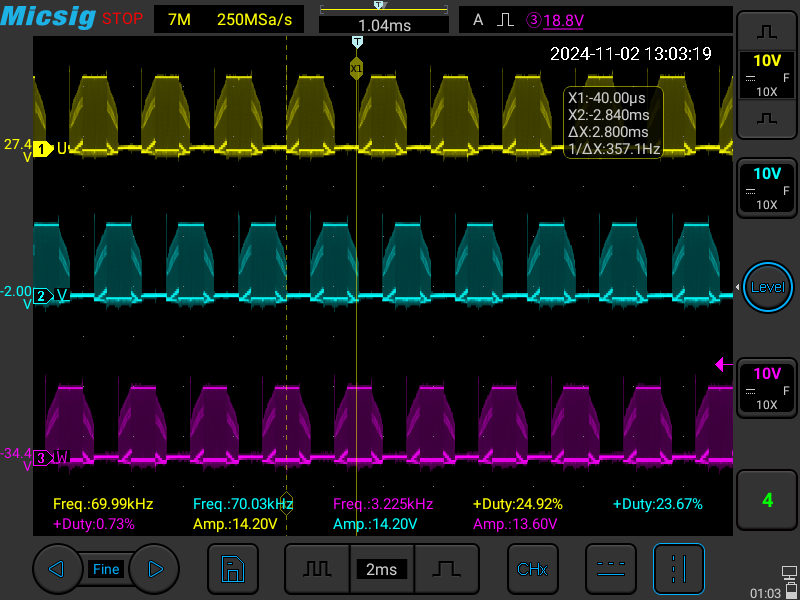 Micsig STOP 7M 250MSa/s T 1.04ms A 3 18.8V
T
2024-11-02 13:03:19
X1
X1:-40.00μs
X2:-2.840ms
ΔX:2.800ms
1/ΔX:357.1Hz
10V
F
10X
27.4
V
1 U
10V
F
10X
-2.00
V
2 V
Level
10V
F
10X
-34.4
V
3 W
Freq.:69.99kHz Freq.:70.03kHz Freq.:3.225kHz +Duty:24.92% +Duty:23.67%
+Duty:0.73% Amp.:14.20V Amp.:14.20V Amp.:13.60V
4
Fine 2ms CHx
01:03